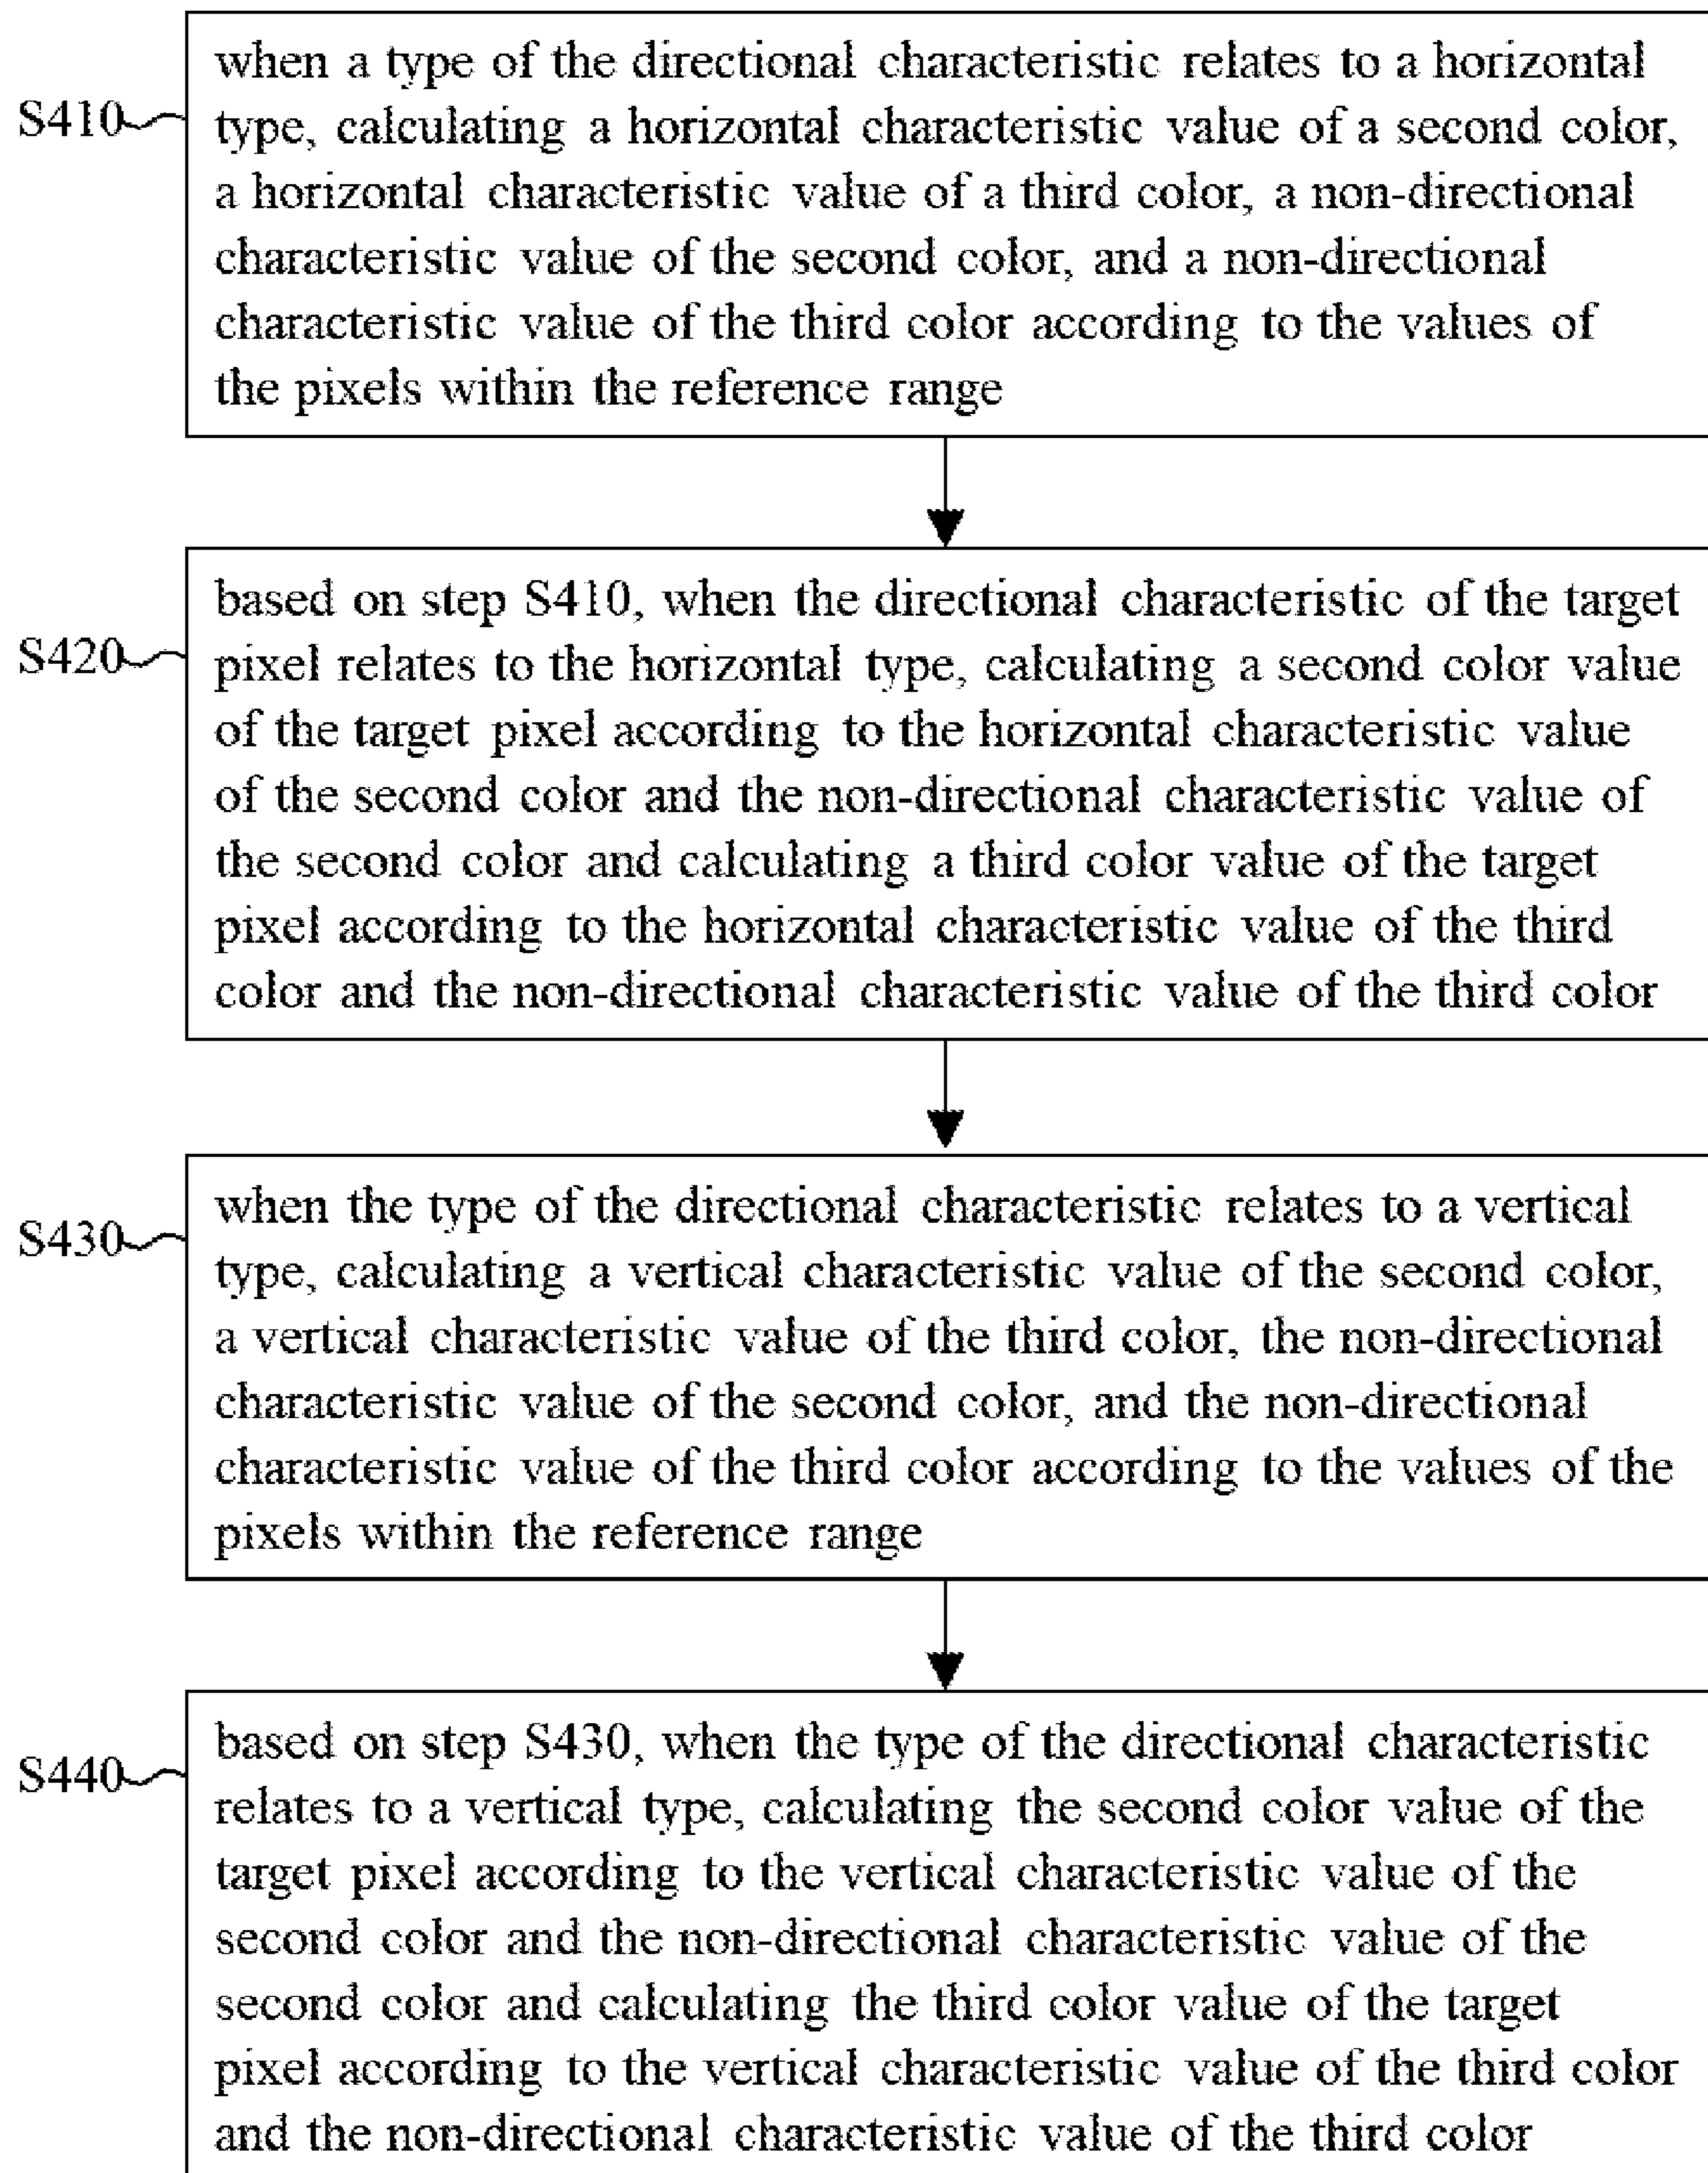 S410
when a type of the directional characteristic relates to a horizontal
type, calculating a horizontal characteristic value of a second color,
a horizontal characteristic value of a third color, a non-directional
characteristic value of the second color, and a non-directional
characteristic value of the third color according to the values of
the pixels within the reference range
S420
based on step S410, when the directional characteristic of the target
pixel relates to the horizontal type, calculating a second color value
of the target pixel according to the horizontal characteristic value
of the second color and the non-directional characteristic value of
the second color and calculating a third color value of the target
pixel according to the horizontal characteristic value of the third
color and the non-directional characteristic value of the third color
S430
when the type of the directional characteristic relates to a vertical
type, calculating a vertical characteristic value of the second color,
a vertical characteristic value of the third color, the non-directional
characteristic value of the second color, and the non-directional
characteristic value of the third color according to the values of the
pixels within the reference range
S440
based on step S430, when the type of the directional characteristic
relates to a vertical type, calculating the second color value of the
target pixel according to the vertical characteristic value of the
second color and the non-directional characteristic value of the
second color and calculating the third color value of the target
pixel according to the vertical characteristic value of the third color
and the non-directional characteristic value of the third color